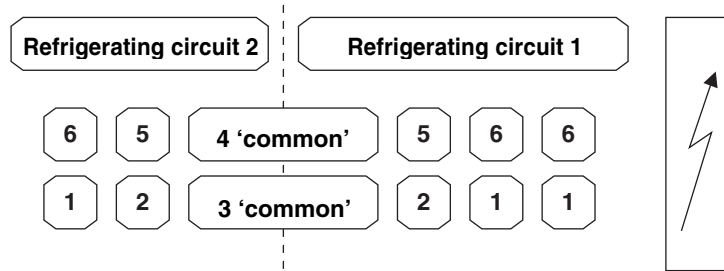 Refrigerating circuit 2 Refrigerating circuit 1
6 5 4 ‘common’ 5 6 6
1 2 3 ‘common’ 2 1 1